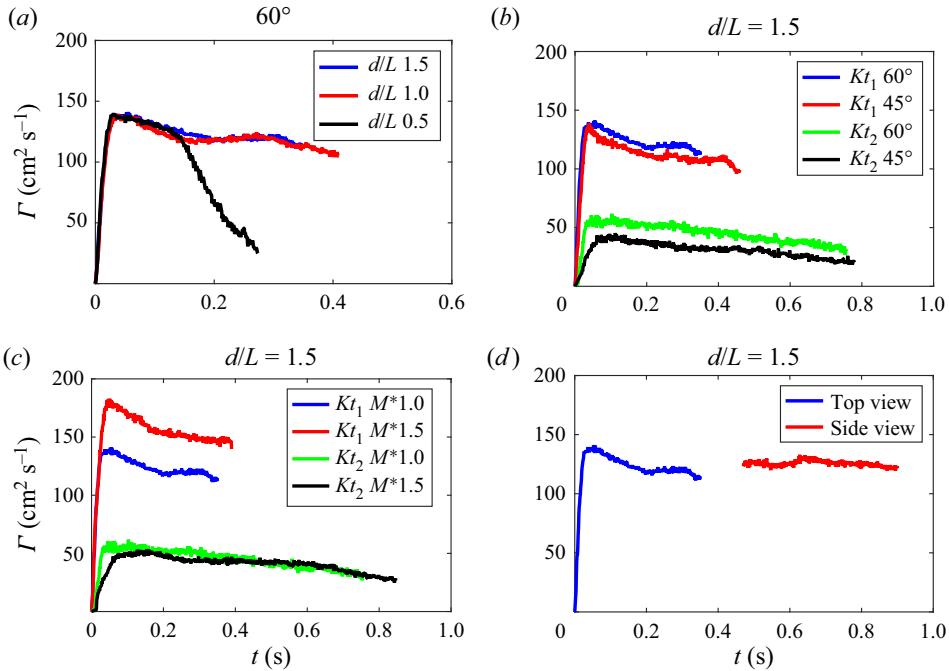 (a)
60°
200
150
100
50
0
0.2
0.4
0.6
Γ (cm² s⁻¹)
d/L 1.5
d/L 1.0
d/L 0.5
(b)
d/L = 1.5
200
150
100
50
0
0.2
0.4
0.6
0.8
1.0
Kt₁ 60°
Kt₁ 45°
Kt₂ 60°
Kt₂ 45°
(c)
d/L = 1.5
200
150
100
50
0
0.2
0.4
0.6
0.8
1.0
Γ (cm² s⁻¹)
t (s)
Kt₁ M*1.0
Kt₁ M*1.5
Kt₂ M*1.0
Kt₂ M*1.5
(d)
d/L = 1.5
200
150
100
50
0
0.2
0.4
0.6
0.8
1.0
t (s)
Top view
Side view